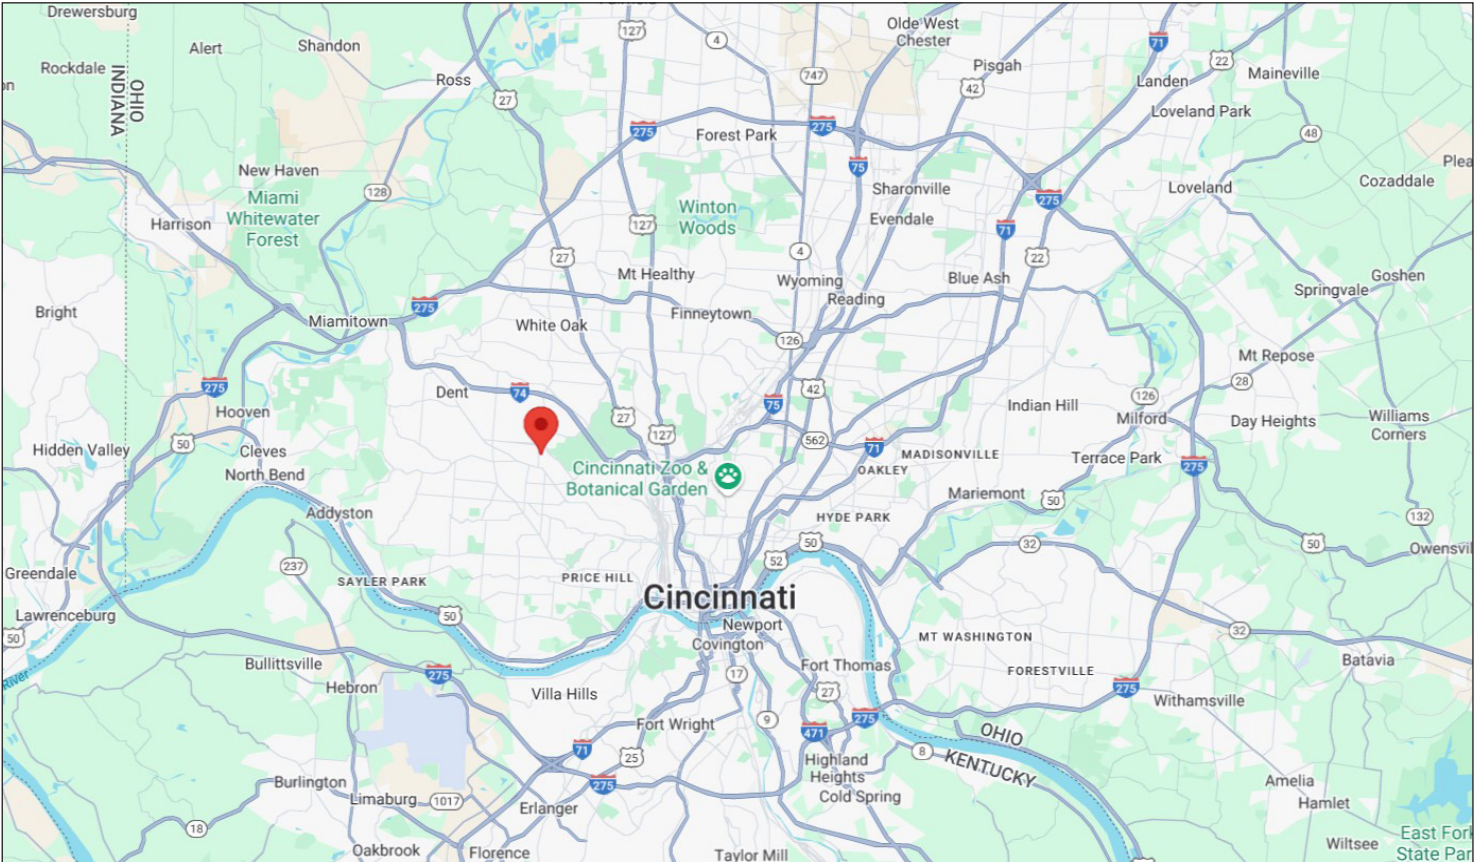 Drewersburg
127
4
Olde West
Chester
71
22
Alert
Shandon
Pisgah
Landen
Maineville
Rockdale
OHIO
INDIANA
Ross
27
747
42
Loveland Park
275
Forest Park
275
48
75
New Haven
128
Sharonville
Loveland
Cozaddale
275
Miami
Whitewater
Forest
Harrison
127
Winton
Woods
Evendale
71
27
4
22
Mt Healthy
Wyoming
Blue Ash
Goshen
Springvale
275
Reading
Bright
Miamitown
White Oak
Finneytown
126
Mt Repose
275
Dent
74
42
28
75
126
Hooven
27
Indian Hill
Milford
Day Heights
Williams
Corners
50
127
562
71
Hidden Valley
Cleves
MADISONVILLE
Terrace Park
North Bend
Cincinnati Zoo &
Botanical Garden
OAKLEY
275
Mariemont
50
Addyston
HYDE PARK
132
50
32
50
Owensvil
237
52
Greendale
SAYLER PARK
PRICE HILL
Cincinnati
Lawrenceburg
50
Newport
50
MT WASHINGTON
32
Covington
Bullittsville
275
Fort Thomas
FORESTVILLE
Batavia
River
Hebron
Villa Hills
17
27
275
Withamsville
Fort Wright
9
471
275
OHIO
KENTUCKY
71
25
8
Highland
Heights
Burlington
275
Amelia
Limaburg
1017
Erlanger
Cold Spring
Hamlet
18
East Fork
State Par
Oakbrook
Florence
Taylor Mill
Wiltsee